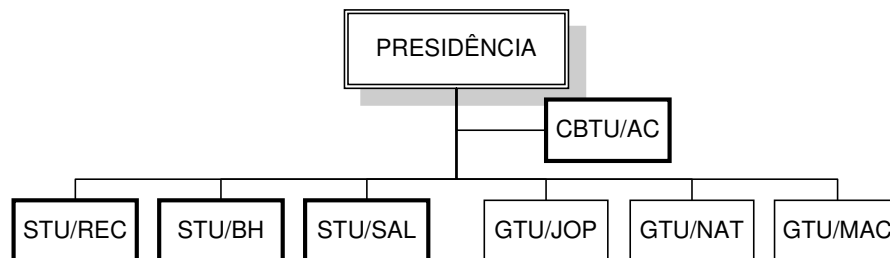 PRESIDÊNCIA
CBTU/AC
STU/REC
STU/BH
STU/SAL
GTU/JOP
GTU/NAT
GTU/MAC